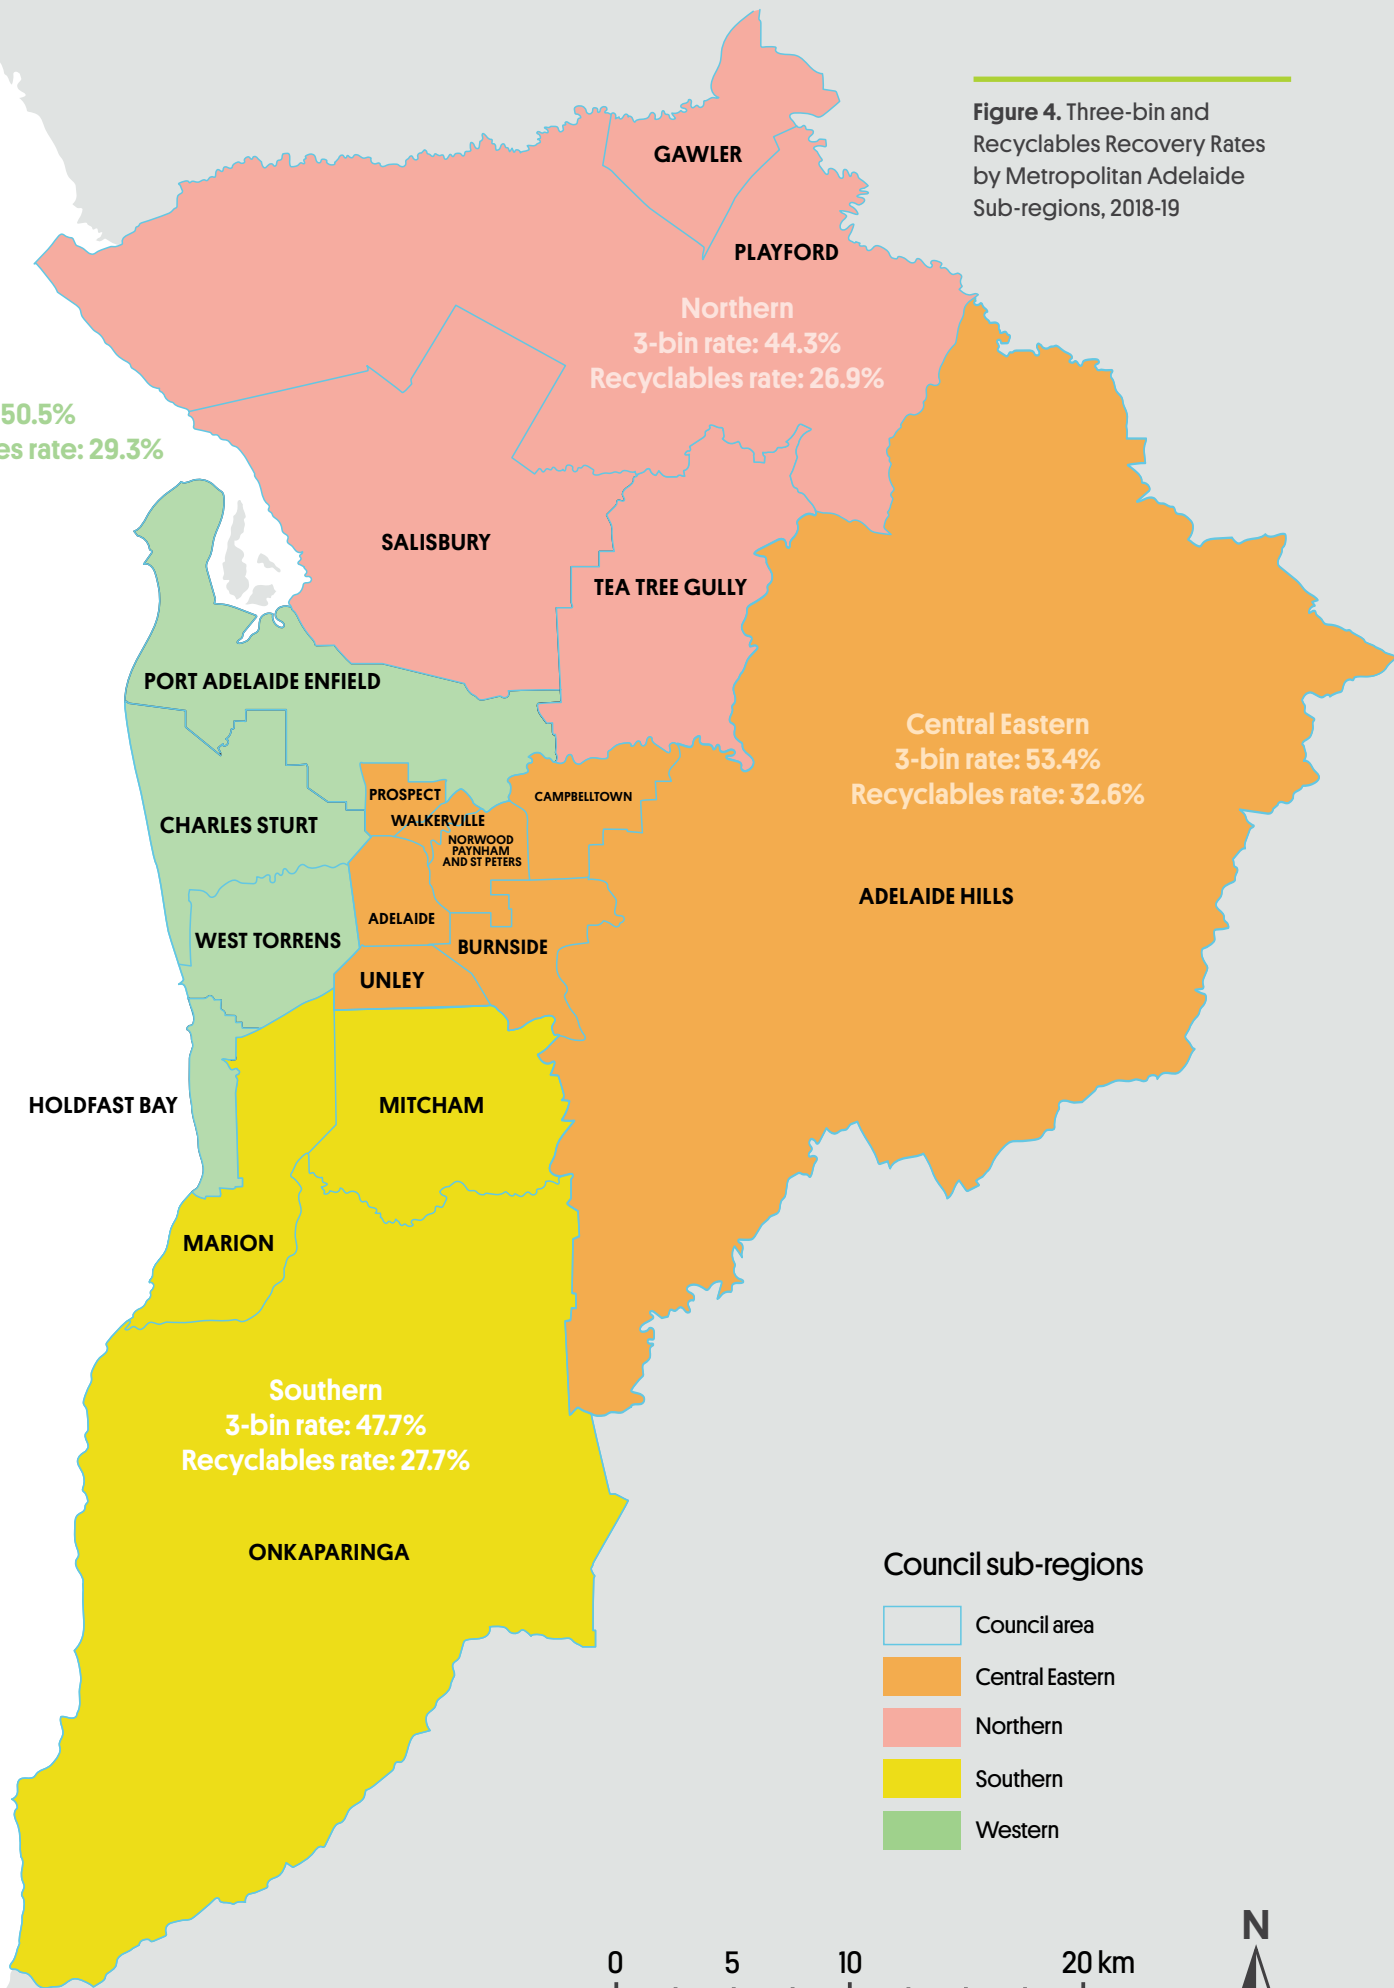 Figure 4. Three-bin and
Recyclables Recovery Rates
by Metropolitan Adelaide
Sub-regions, 2018-19
GAWLER
PLAYFORD
Northern
3-bin rate: 44.3%
Recyclables rate: 26.9%
50.5%
es rate: 29.3%
SALISBURY
TEA TREE GULLY
PORT ADELAIDE ENFIELD
Central Eastern
3-bin rate: 53.4%
Recyclables rate: 32.6%
PROSPECT
CAMPBELLTOWN
WALKERVILLE
CHARLES STURT
NORWOOD
PAYNHAM
AND ST PETERS
ADELAIDE HILLS
ADELAIDE
WEST TORRENS
BURNSIDE
UNLEY
HOLDFAST BAY
MITCHAM
MARION
Southern
3-bin rate: 47.7%
Recyclables rate: 27.7%
ONKAPARINGA
Council sub-regions
Council area
Central Eastern
Northern
Southern
Western
N
0 5 10 20 km